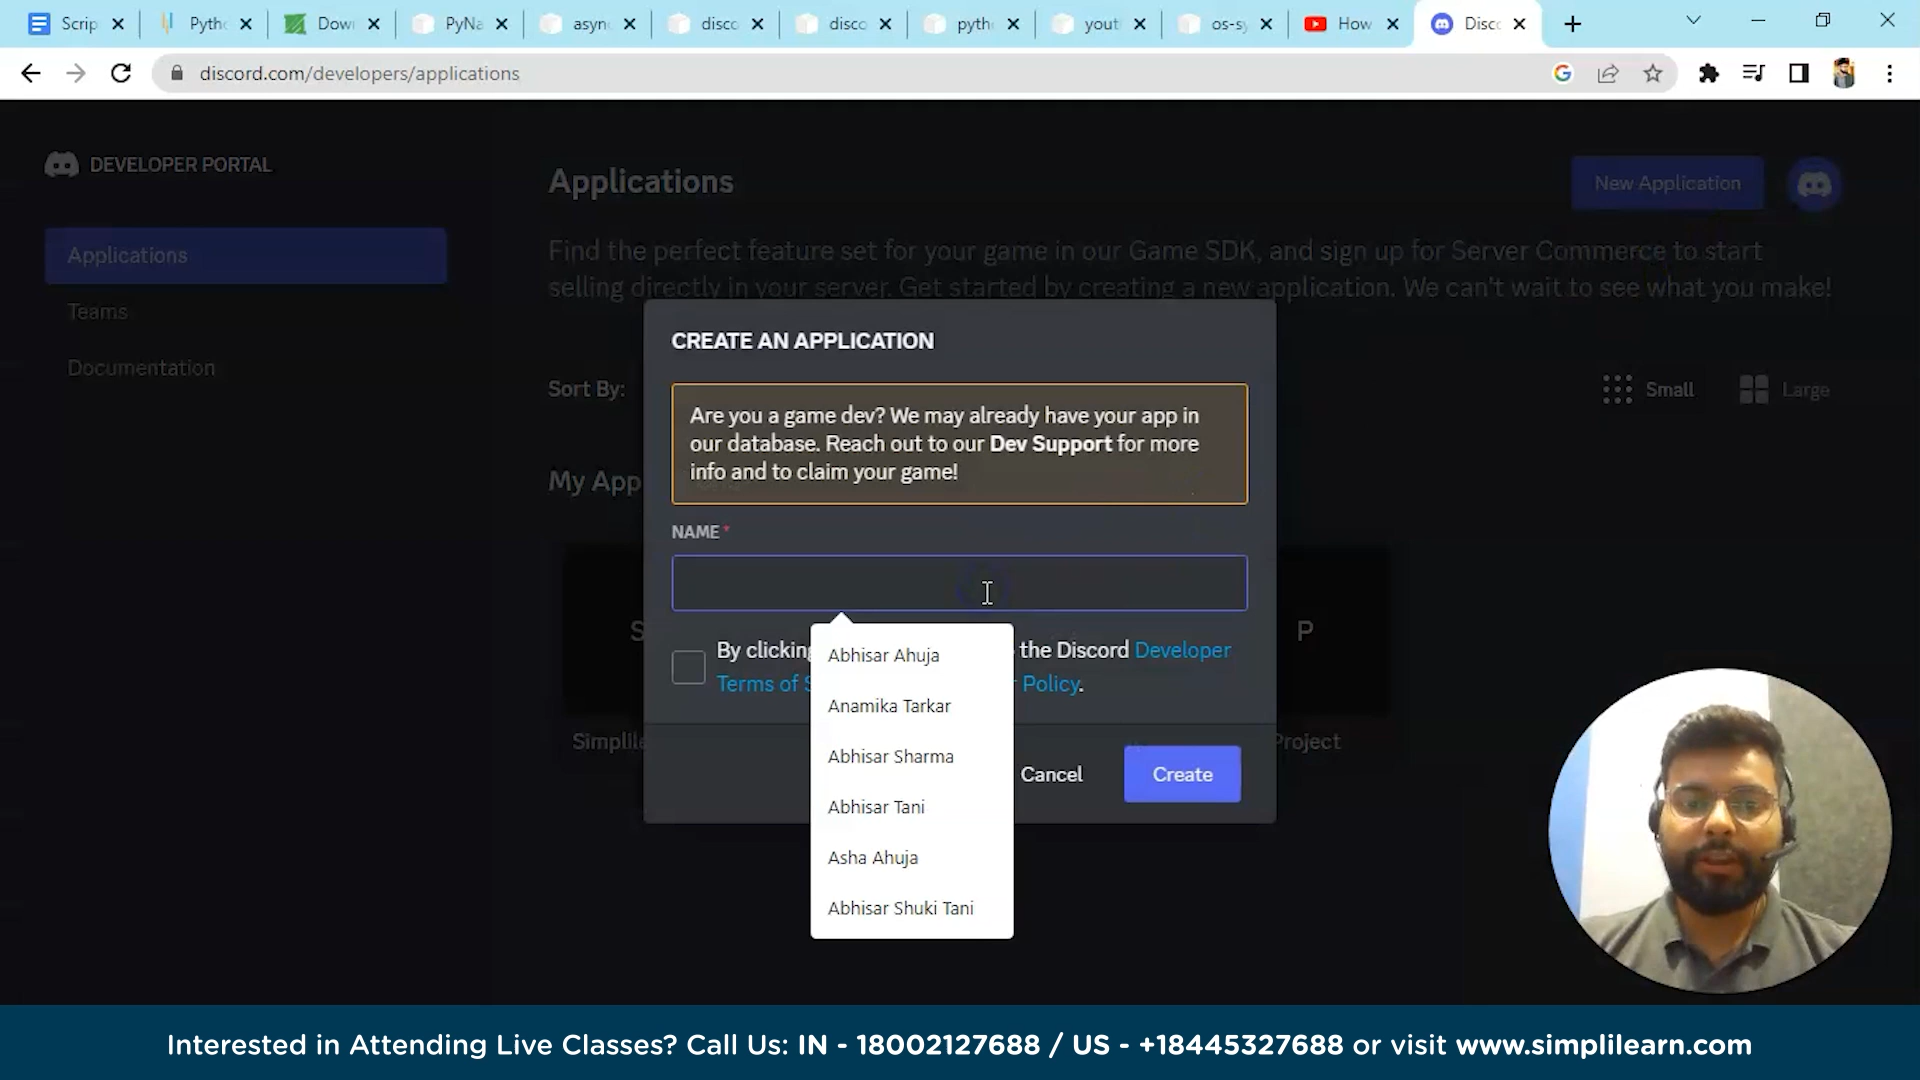 Scrip
Pytho
Dow
PyNa
async
disco
disco
pytho
yout
os-sy
How
Disc
discord.com/developers/applications
DEVELOPER PORTAL
Applications
New Application
Applications
Find the perfect feature set for your game in our Game SDK, and sign up for Server Commerce to start
selling directly in your server. Get started by creating a new application. We can't wait to see what you make!
Teams
Documentation
CREATE AN APPLICATION
Sort By:
Small
Large
Are you a game dev? We may already have your app in
our database. Reach out to our Dev Support for more
info and to claim your game!
My App
NAME *
S
P
By clicking the Discord Developer
Terms of S r Policy.
Abhisar Ahuja
Anamika Tarkar
Abhisar Sharma
Abhisar Tani
Asha Ahuja
Abhisar Shuki Tani
Simplile
Project
Cancel
Create
Interested in Attending Live Classes? Call Us: IN - 18002127688 / US - +18445327688 or visit www.simplilearn.com